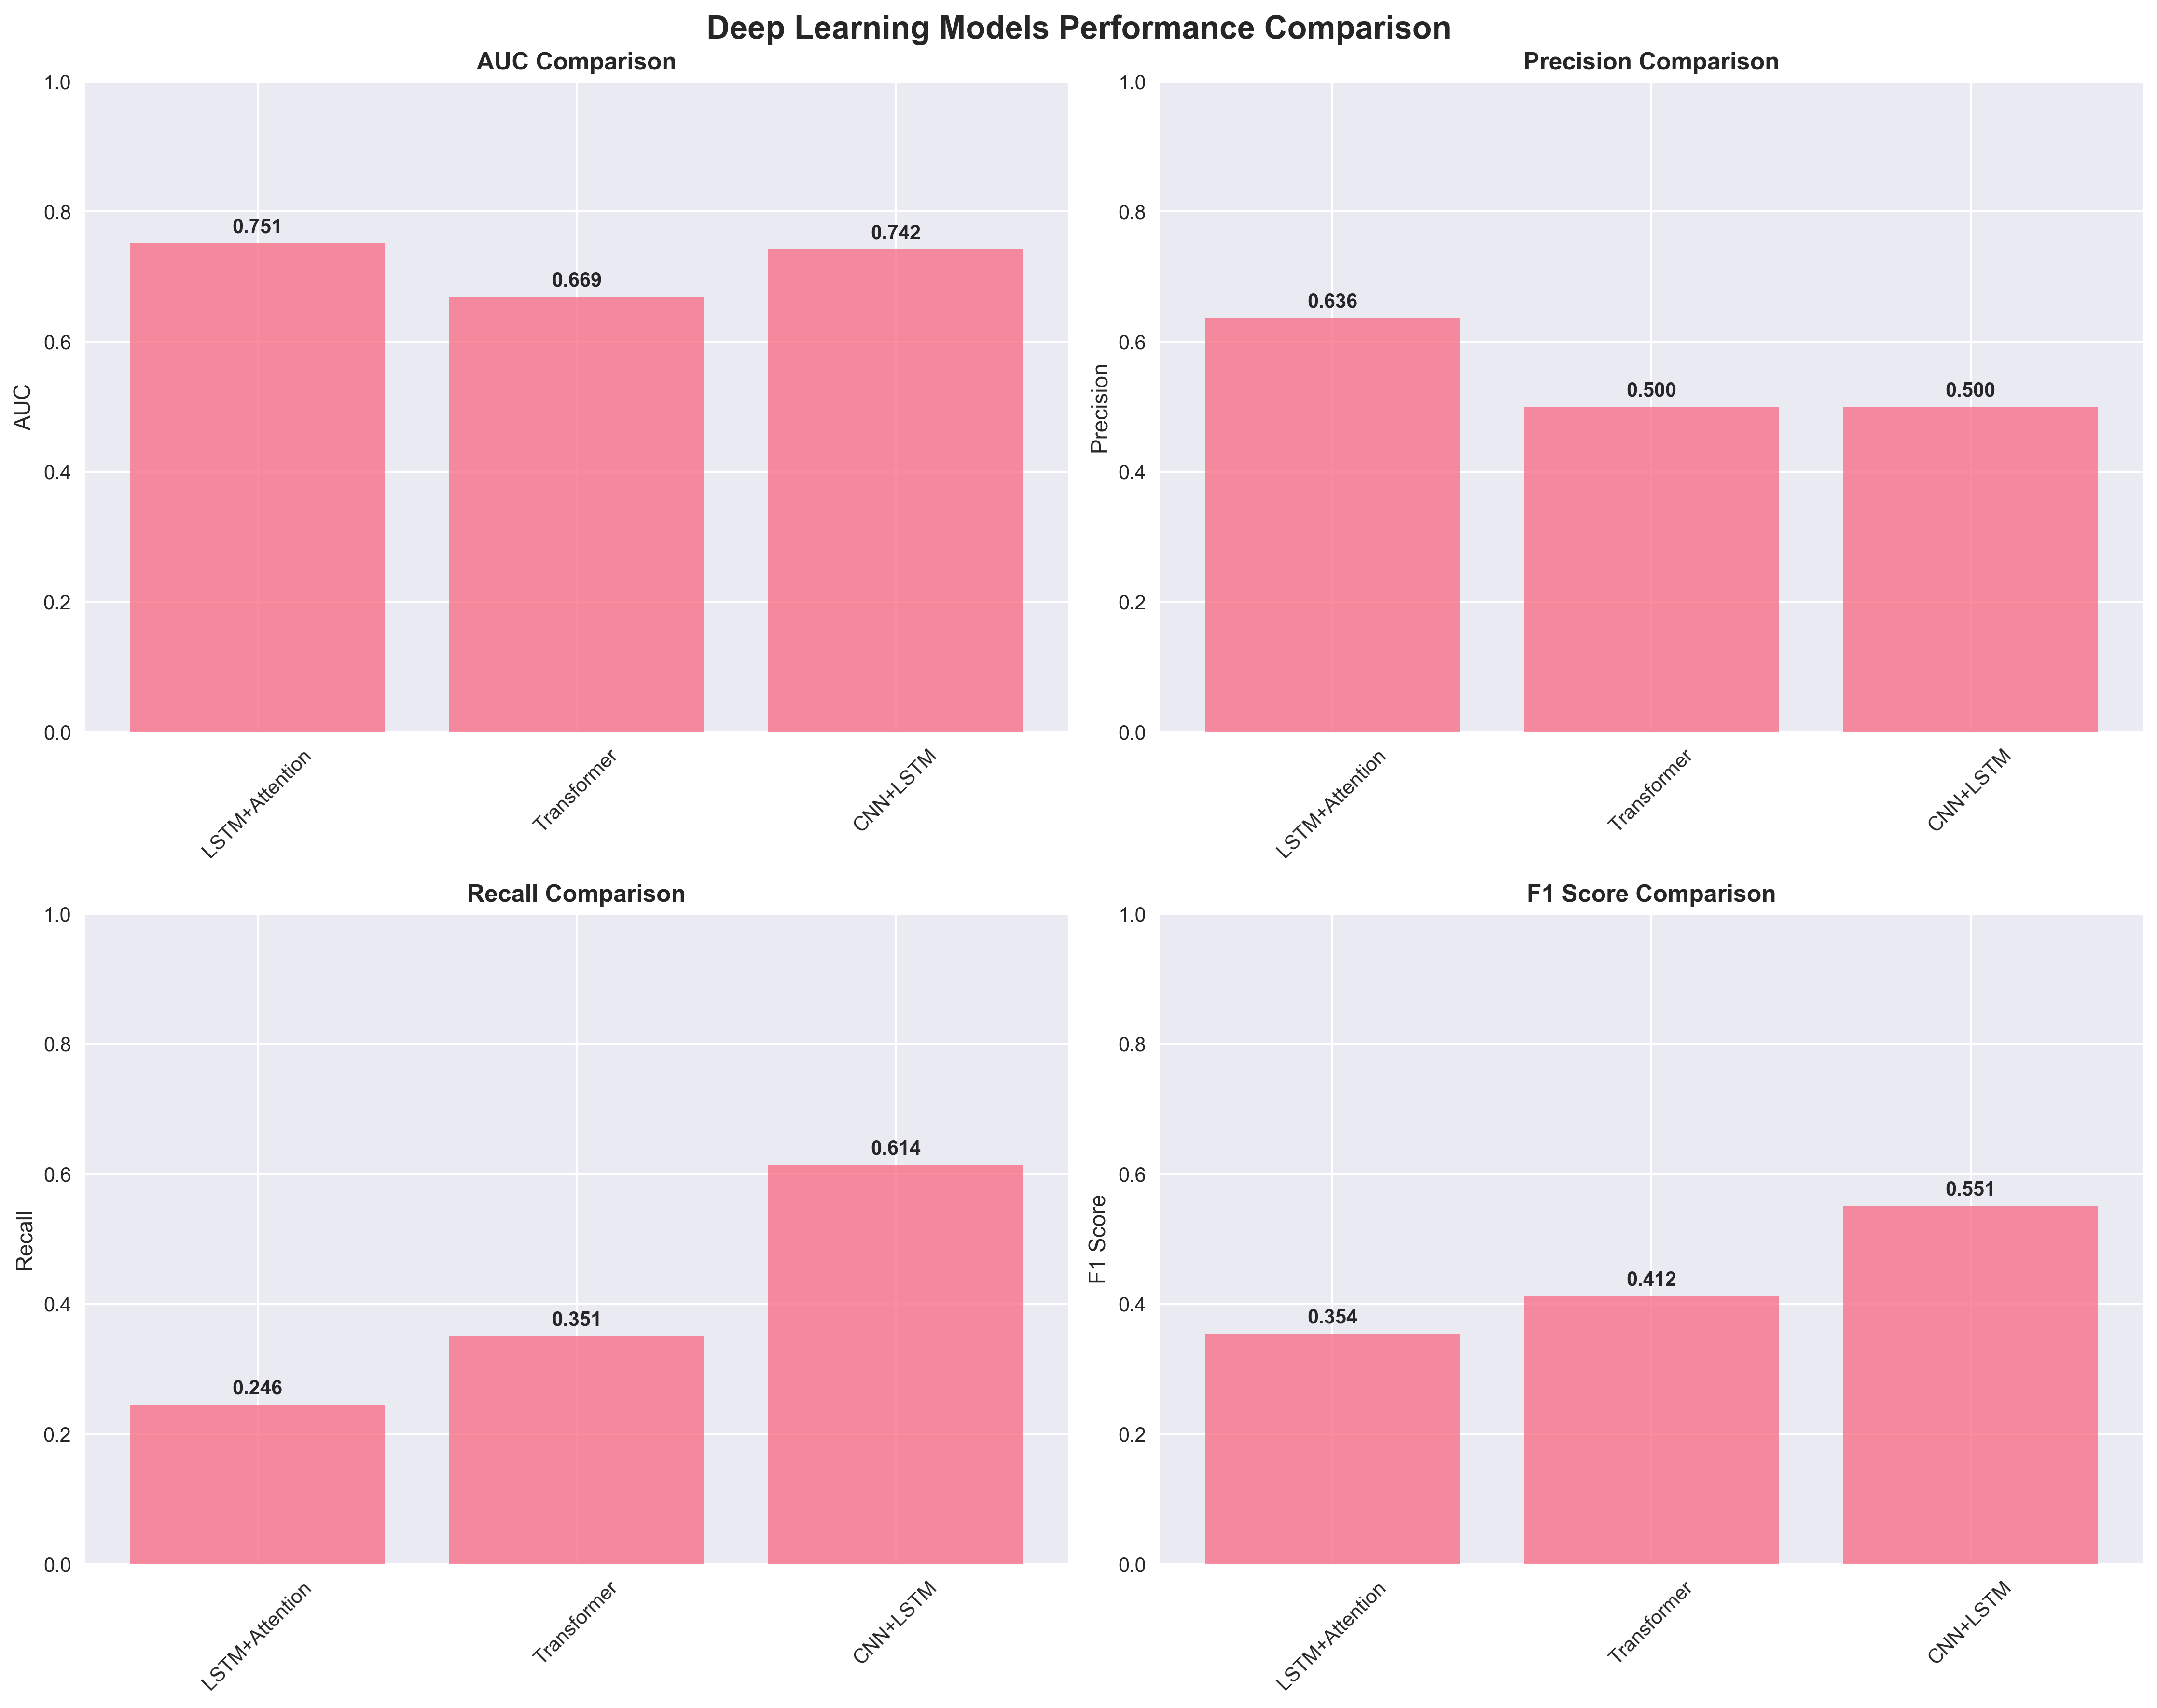 Deep Learning Models Performance Comparison
AUC Comparison
AUC
1.0
0.8
0.6
0.4
0.2
0.0
0.751
0.669
0.742
LSTM+Attention
Transformer
CNN+LSTM
Precision Comparison
Precision
1.0
0.8
0.6
0.4
0.2
0.0
0.636
0.500
0.500
LSTM+Attention
Transformer
CNN+LSTM
Recall Comparison
Recall
1.0
0.8
0.6
0.4
0.2
0.0
0.246
0.351
0.614
LSTM+Attention
Transformer
CNN+LSTM
F1 Score Comparison
F1 Score
1.0
0.8
0.6
0.4
0.2
0.0
0.354
0.412
0.551
LSTM+Attention
Transformer
CNN+LSTM